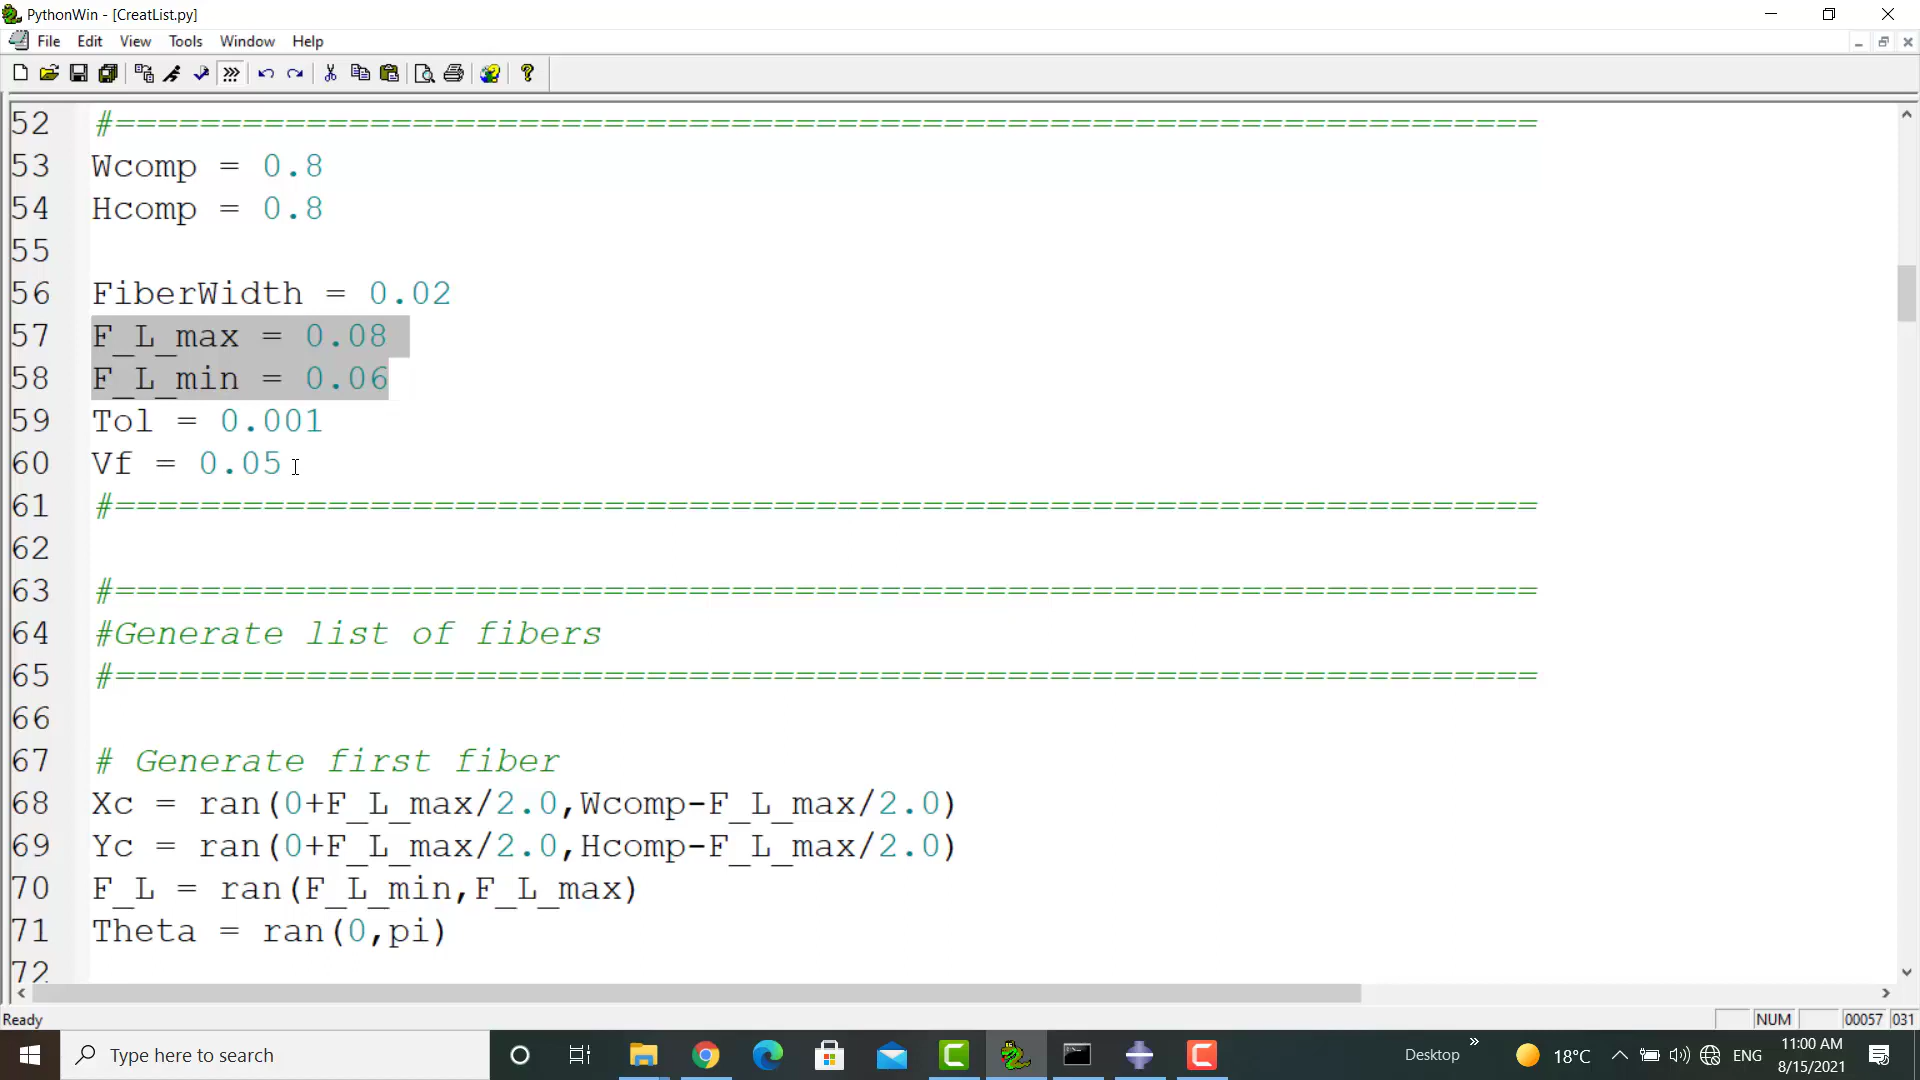 PythonWin - [CreatList.py]
File Edit View Tools Window Help
52 #===================================================================
53 Wcomp = 0.8
54 Hcomp = 0.8
55
56 FiberWidth = 0.02
57 F_L_max = 0.08
58 F_L_min = 0.06
59 Tol = 0.001
60 Vf = 0.05
61 #===================================================================
62
63 #===================================================================
64 #Generate list of fibers
65 #===================================================================
66
67 # Generate first fiber
68 Xc = ran(0+F_L_max/2.0,Wcomp-F_L_max/2.0)
69 Yc = ran(0+F_L_max/2.0,Hcomp-F_L_max/2.0)
70 F_L = ran(F_L_min,F_L_max)
71 Theta = ran(0,pi)
72
Ready NUM 00057 031
Type here to search Desktop 18°C ENG 11:00 AM
8/15/2021